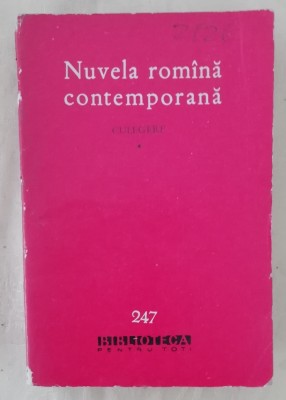 Nuvela romînă
contemporană
CULEGERE
*
247
BIBLIOTECA
PENTRU TOȚI